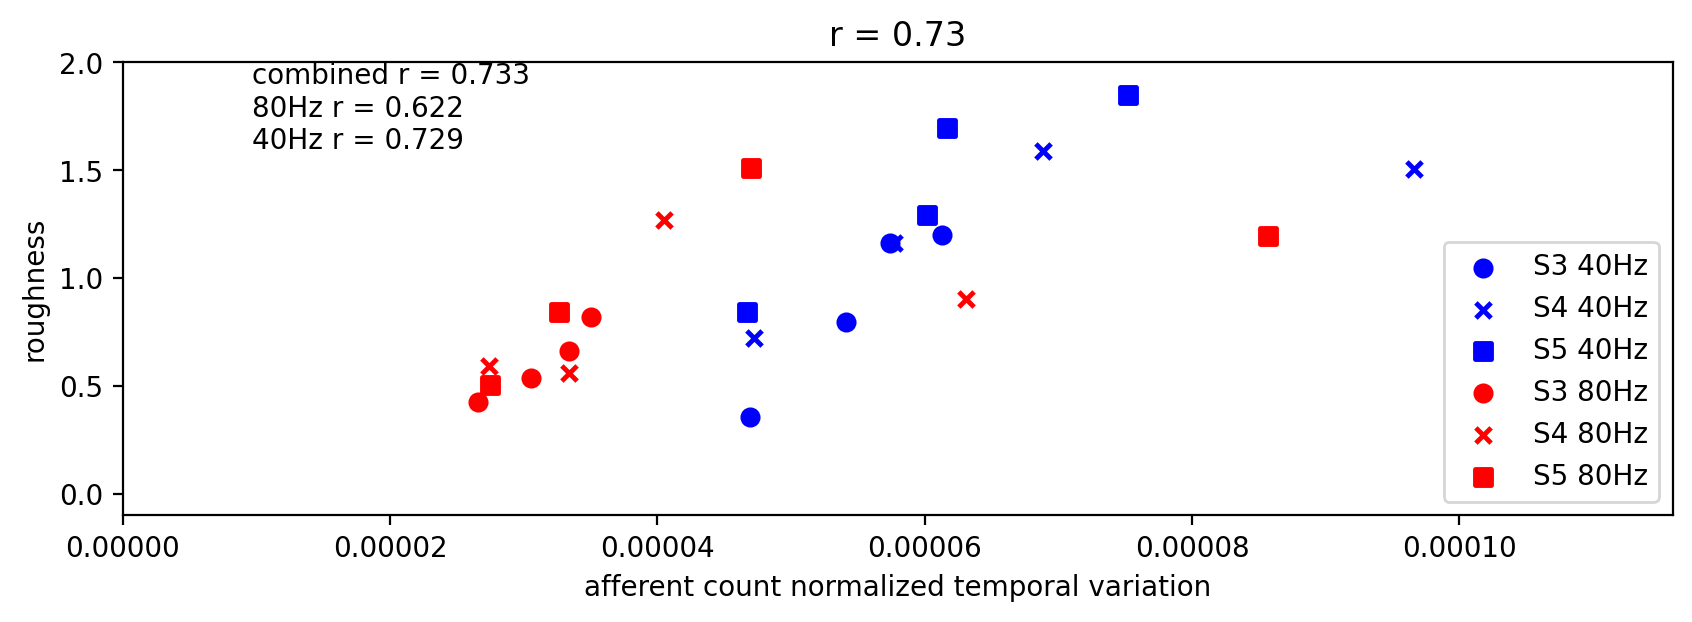 r = 0.73
combined r = 0.733
80Hz r = 0.622
40Hz r = 0.729
2.0
1.5
1.0
0.5
0.0
roughness
S3 40Hz
S4 40Hz
S5 40Hz
S3 80Hz
S4 80Hz
S5 80Hz
0.00000 0.00002 0.00004 0.00006 0.00008 0.00010
afferent count normalized temporal variation